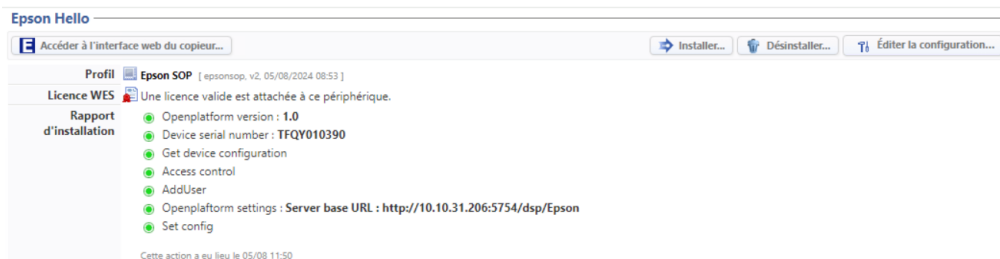 Epson Hello
E Accéder à l'interface web du copieur... Installer... Désinstaller... Éditer la configuration...
Profil Epson SOP [ epsonsop, v2, 05/08/2024 08:53 ]
Licence WES Une licence valide est attachée à ce périphérique.
Rapport d'installation
Openplatform version : 1.0
Device serial number : TFQY010390
Get device configuration
Access control
AddUser
Openplaftorm settings : Server base URL : http://10.10.31.206:5754/dsp/Epson
Set config
Cette action a eu lieu le 05/08 11:50